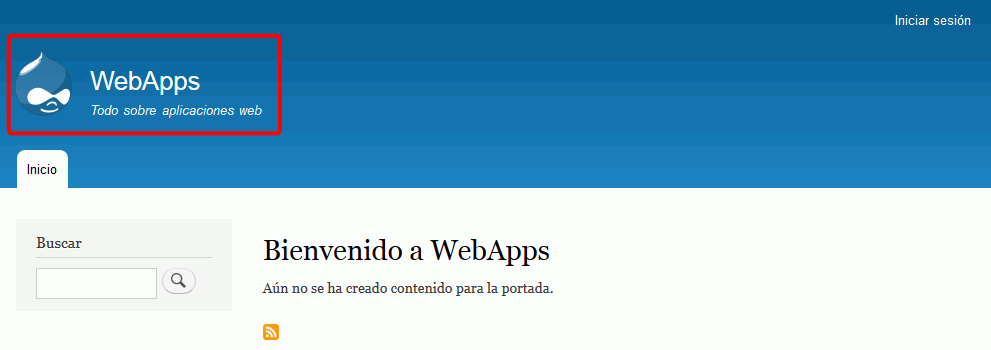 Iniciar sesión
WebApps
Todo sobre aplicaciones web
Inicio
Buscar
Bienvenido a WebApps
Aún no se ha creado contenido para la portada.